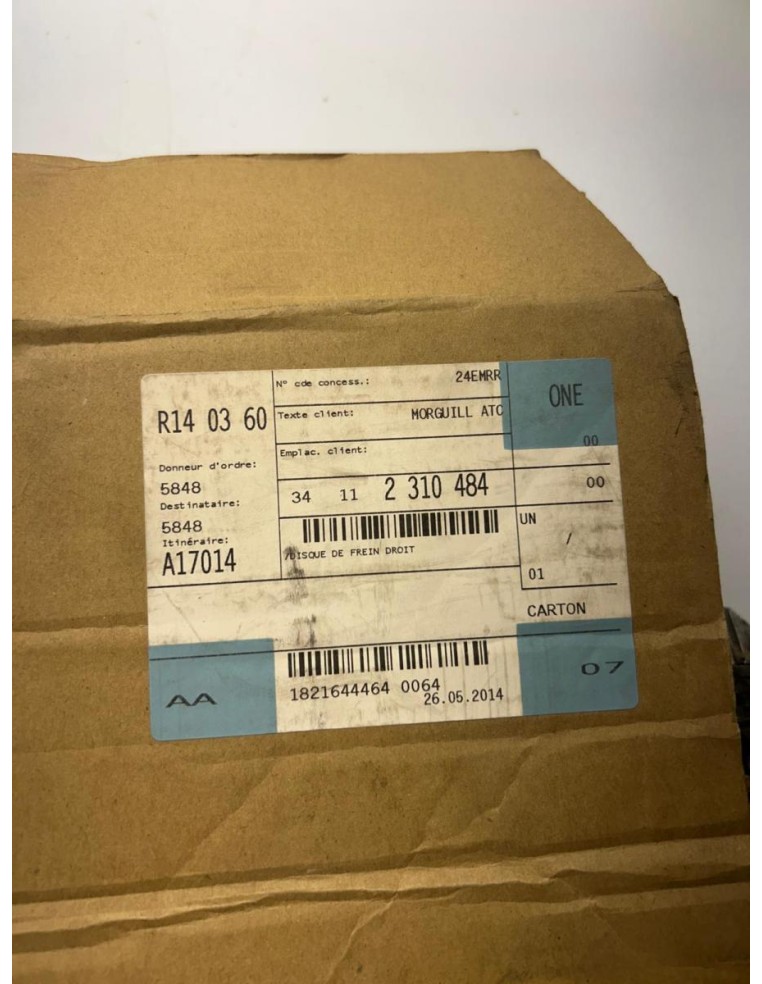 N° cde concess.: 24EMRR
ONE
R14 03 60
Texte client: MORGUILL ATC
00
Emplac. client:
Donneur d'ordre:
5848
34 11 2 310 484
00
Destinataire:
5848
UN
/
Itinéraire:
A17014
/DISQUE DE FREIN DROIT
01
CARTON
AA
07
1821644464 0064
26.05.2014